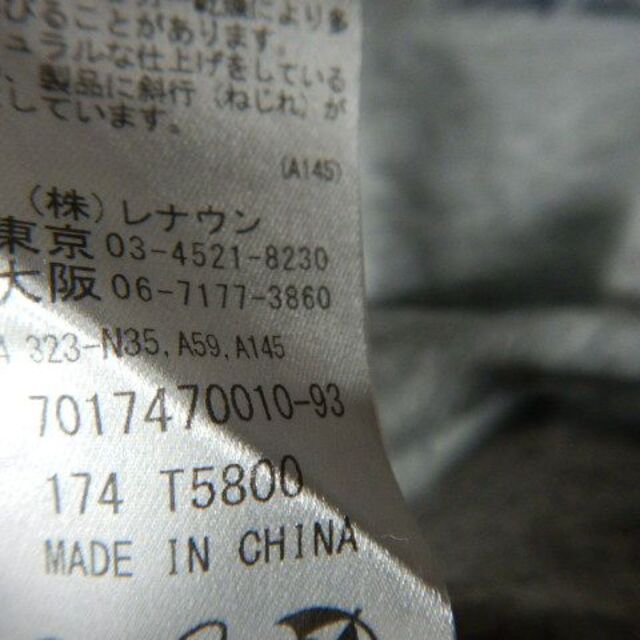 びることがあります。
ュラルな仕上げをしている
製品に斜行(ねじれ)が
しています。
(A145)
(株)レナウン
東京 03-4521-8230
大阪 06-7177-3860
A 323-N35, A59, A145
7017470010-93
174 T5800
MADE IN CHINA